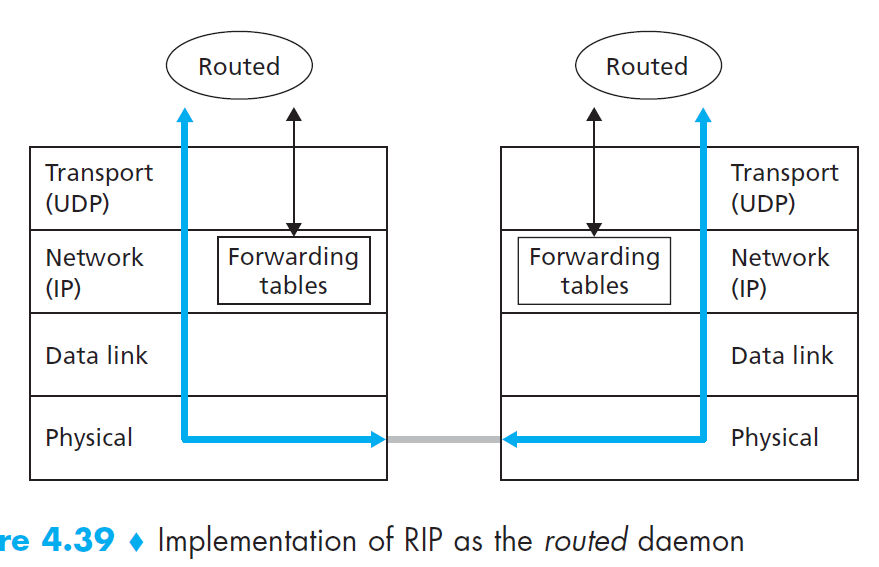 Routed
Routed
Transport
(UDP)
Network
(IP)
Forwarding
tables
Data link
Physical
Transport
(UDP)
Forwarding
tables
Network
(IP)
Data link
Physical
re 4.39 ♦ Implementation of RIP as the routed daemon